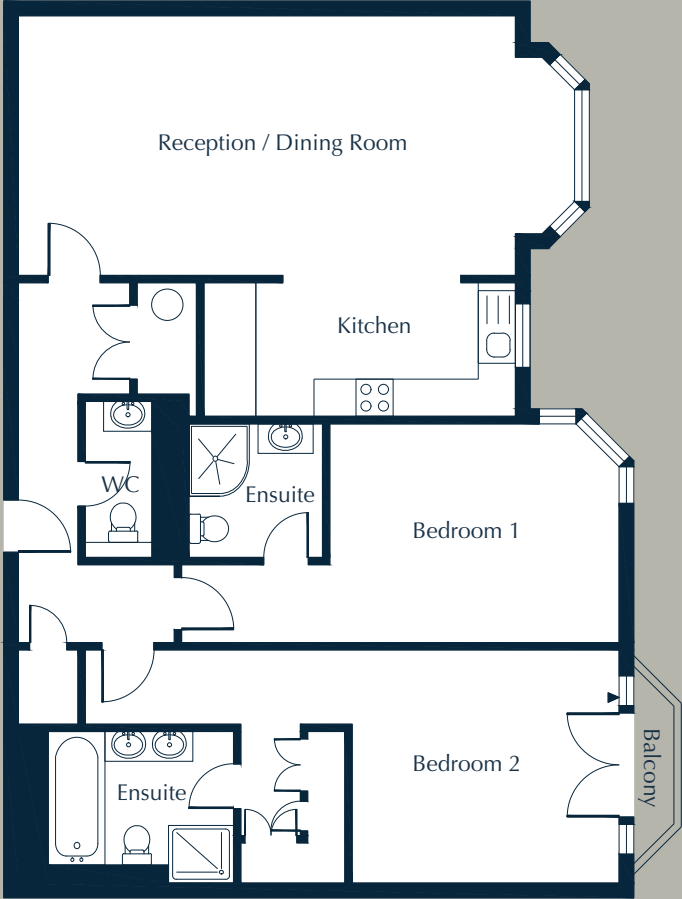 Reception / Dining Room
Kitchen
WC
Ensuite
Bedroom 1
Bedroom 2
Balcony
Ensuite